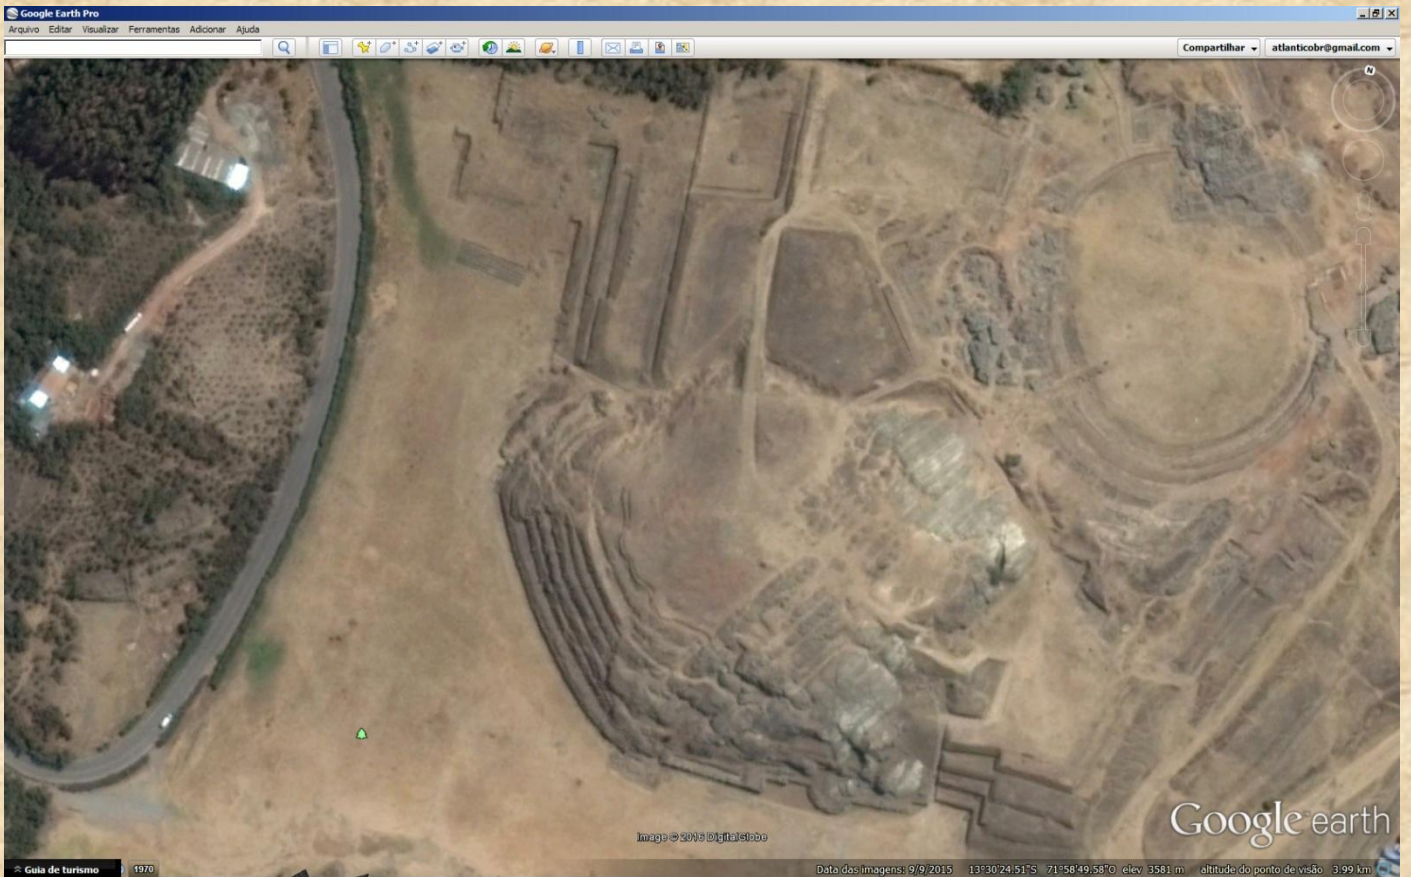 Google Earth Pro
Arquivo Editar Visualizar Ferramentas Adicionar Ajuda
Compartilhar atlanticobr@gmail.com
N
Image © 2016 DigitalGlobe
Google earth
Guia de turismo 1970 Data das imagens: 9/9/2015 13°30'24.51"S 71°58'49.58"O elev 3581 m altitude do ponto de visão 3.99 km